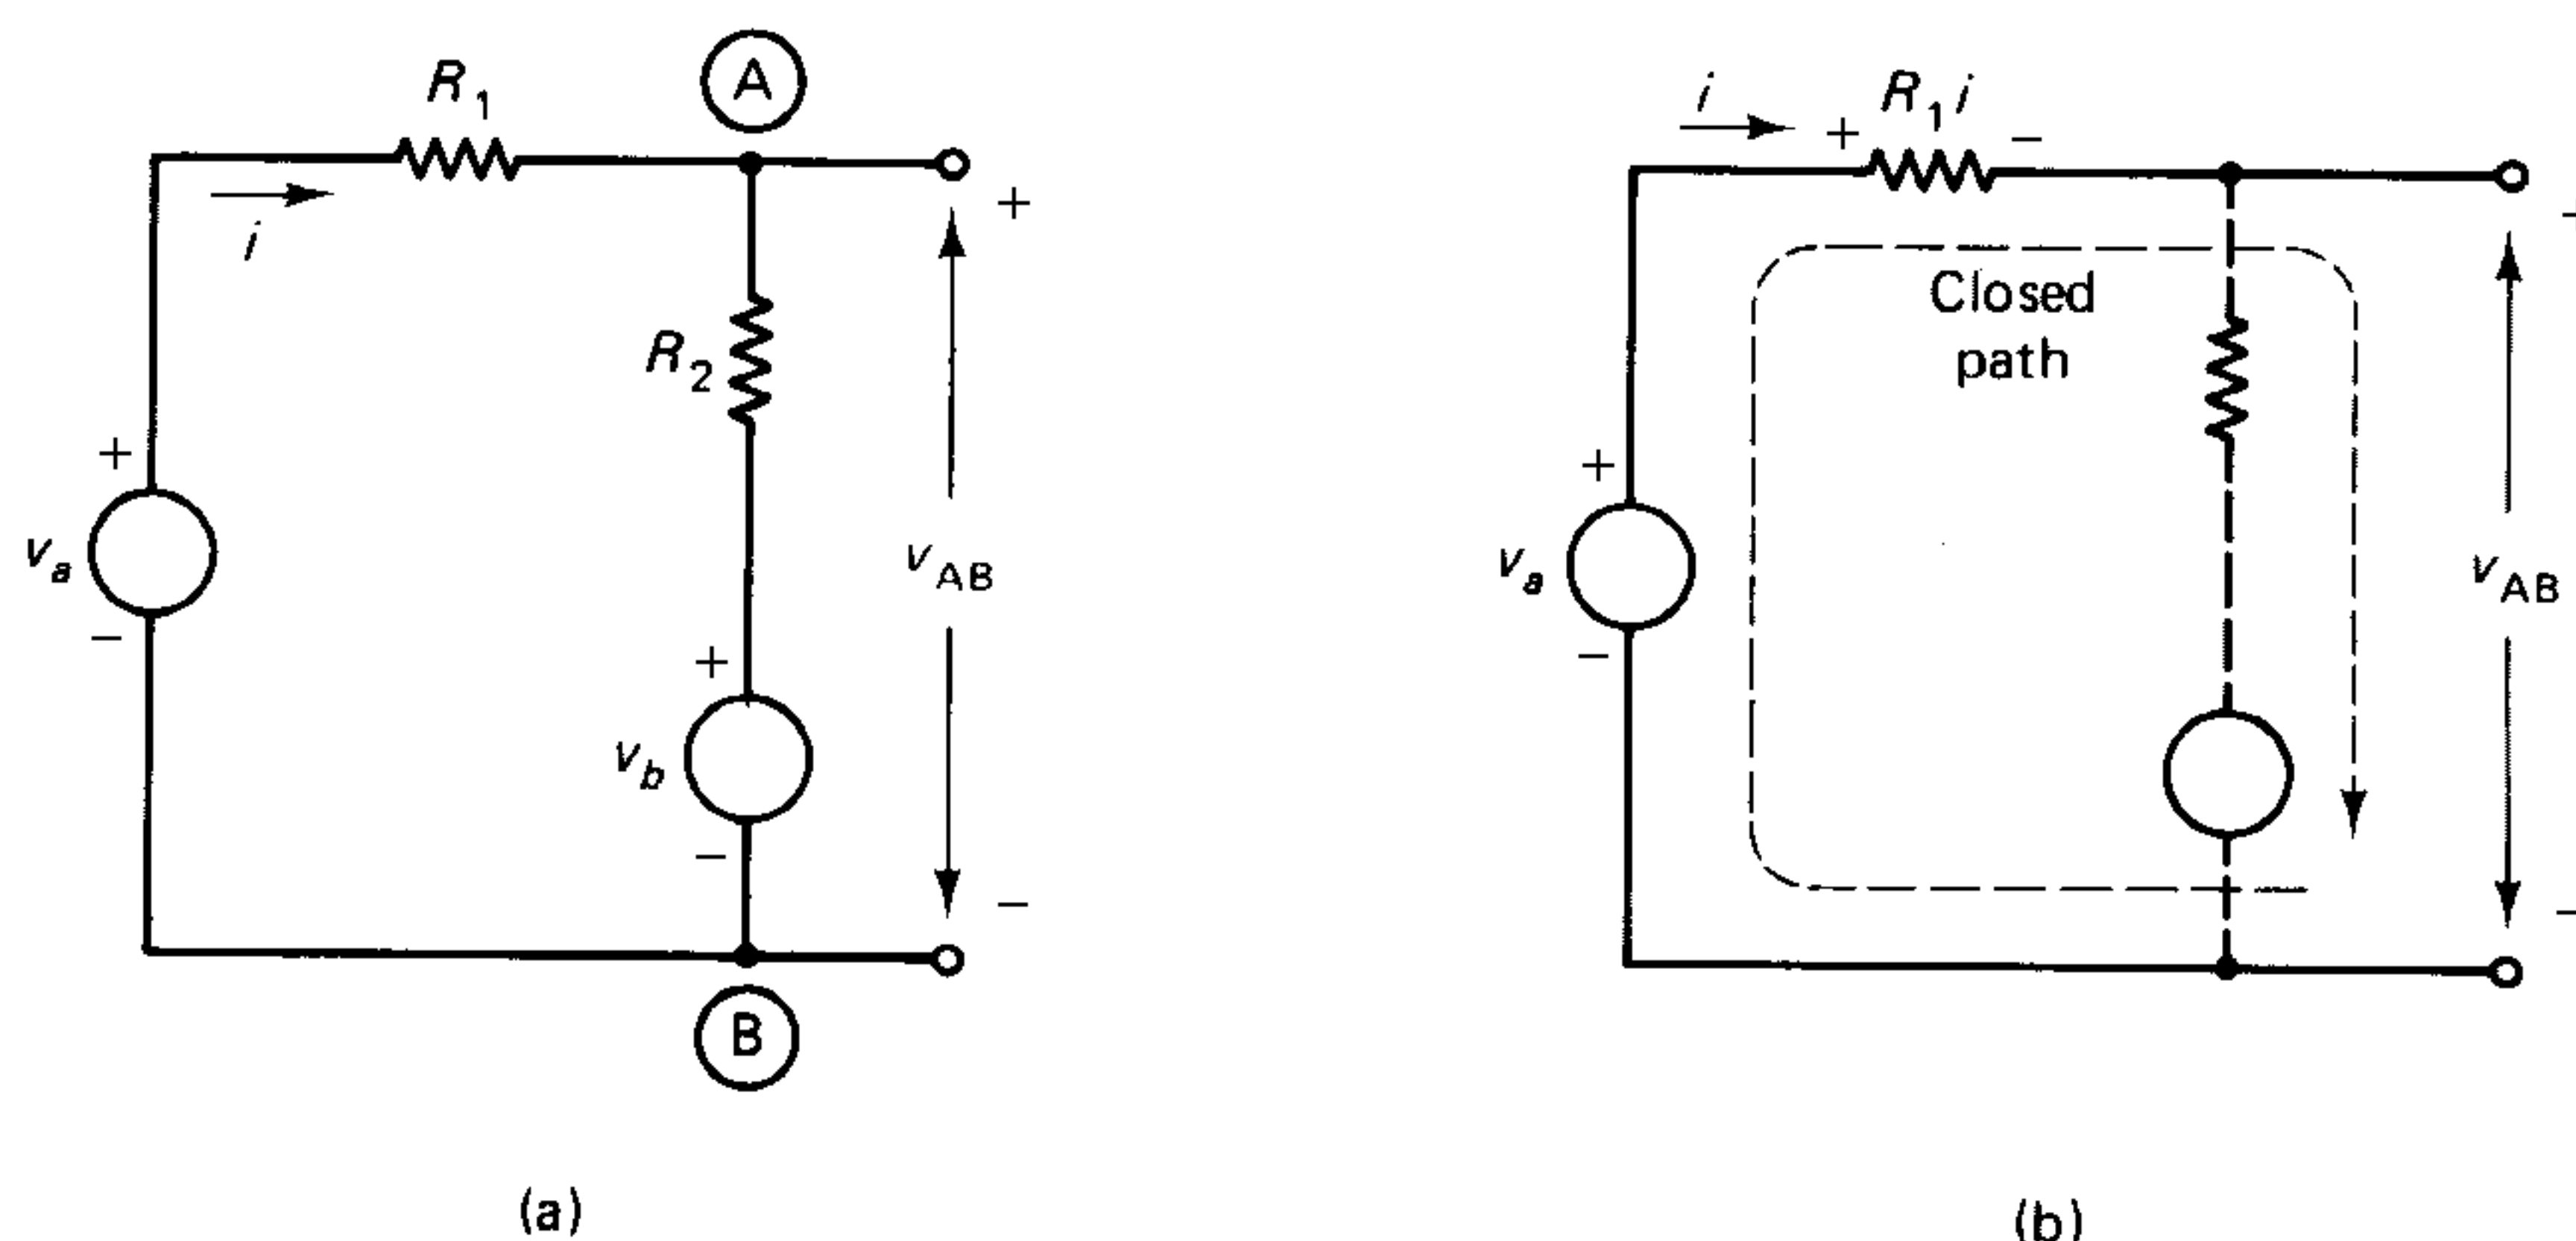 A
R1
i
+
R2
+
va
−
vAB
+
vb
−
−
B
(a)
i
+ R1i −
Closed
path
+
va
−
vAB
−
(b)